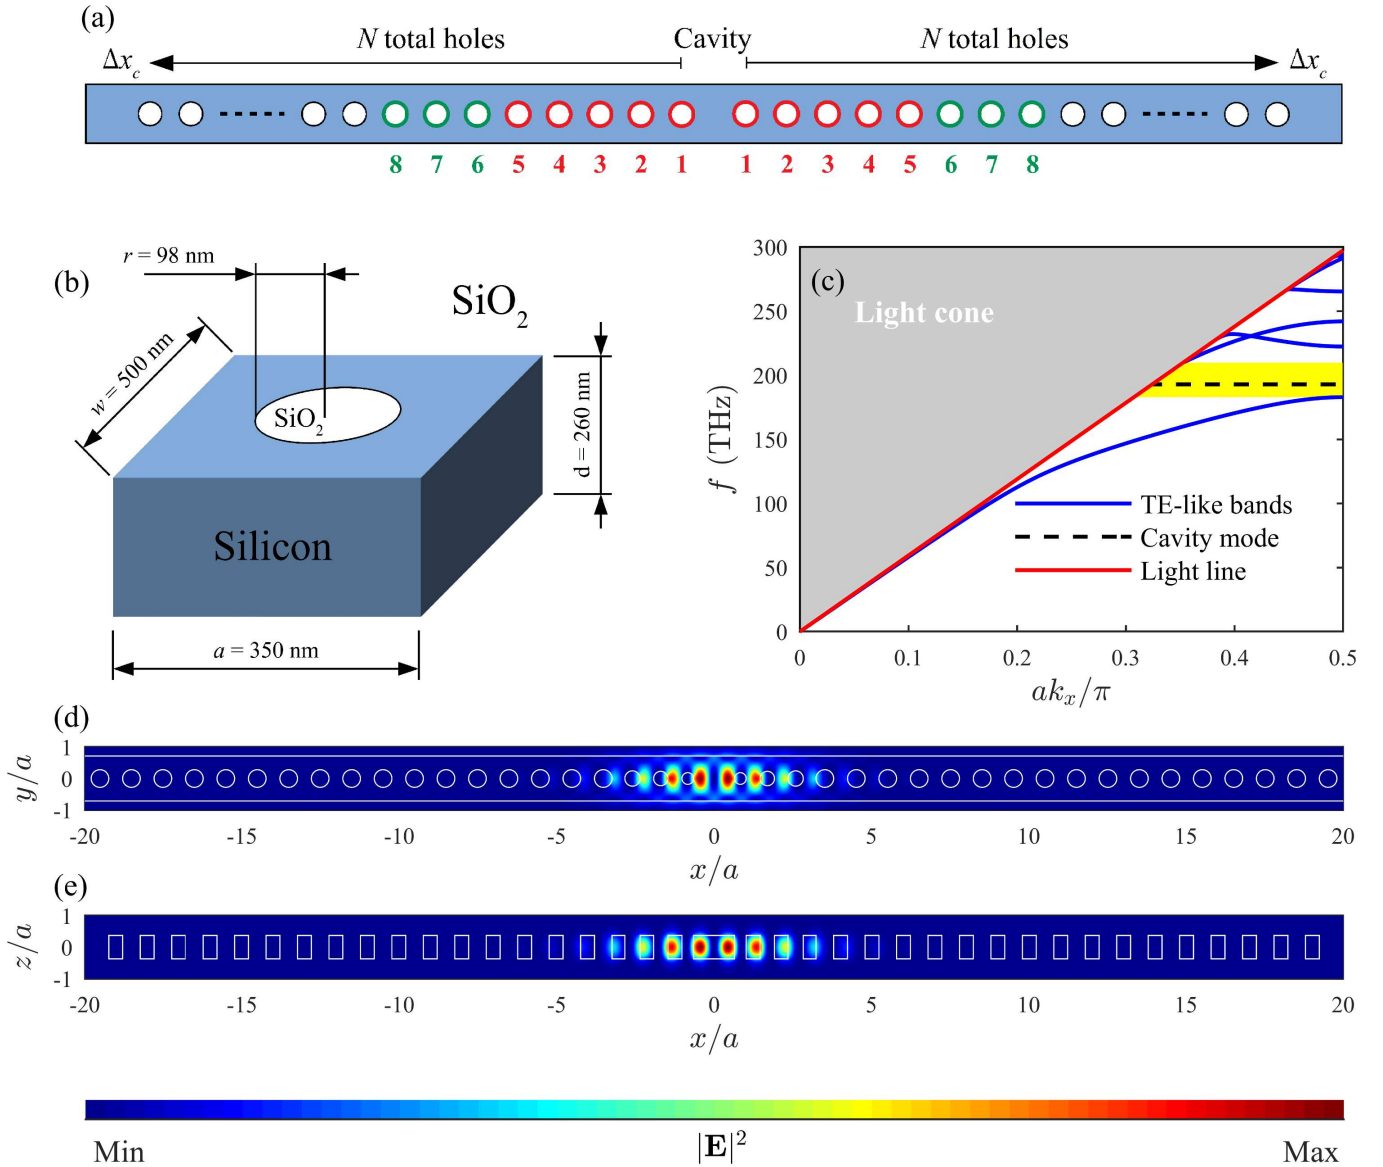 (a)
N total holes Cavity N total holes
Δx_c Δx_c
8 7 6 5 4 3 2 1 1 2 3 4 5 6 7 8
(b)
r = 98 nm
SiO₂
w = 500 nm
SiO₂
d = 260 nm
Silicon
a = 350 nm
(c)
Light cone
300
250
200
150
100
50
0
f (THz)
TE-like bands
Cavity mode
Light line
0 0.1 0.2 0.3 0.4 0.5
ak_x/π
(d)
1
0
-1
y/a
-20 -15 -10 -5 0 5 10 15 20
x/a
(e)
1
0
-1
z/a
-20 -15 -10 -5 0 5 10 15 20
x/a
Min |E|² Max